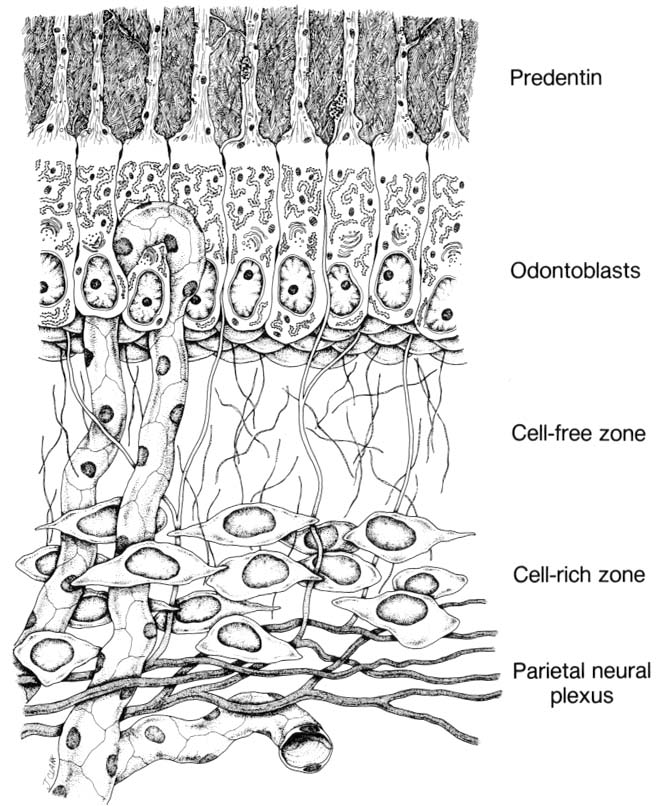 Predentin
Odontoblasts
Cell-free zone
Cell-rich zone
Parietal neural
plexus